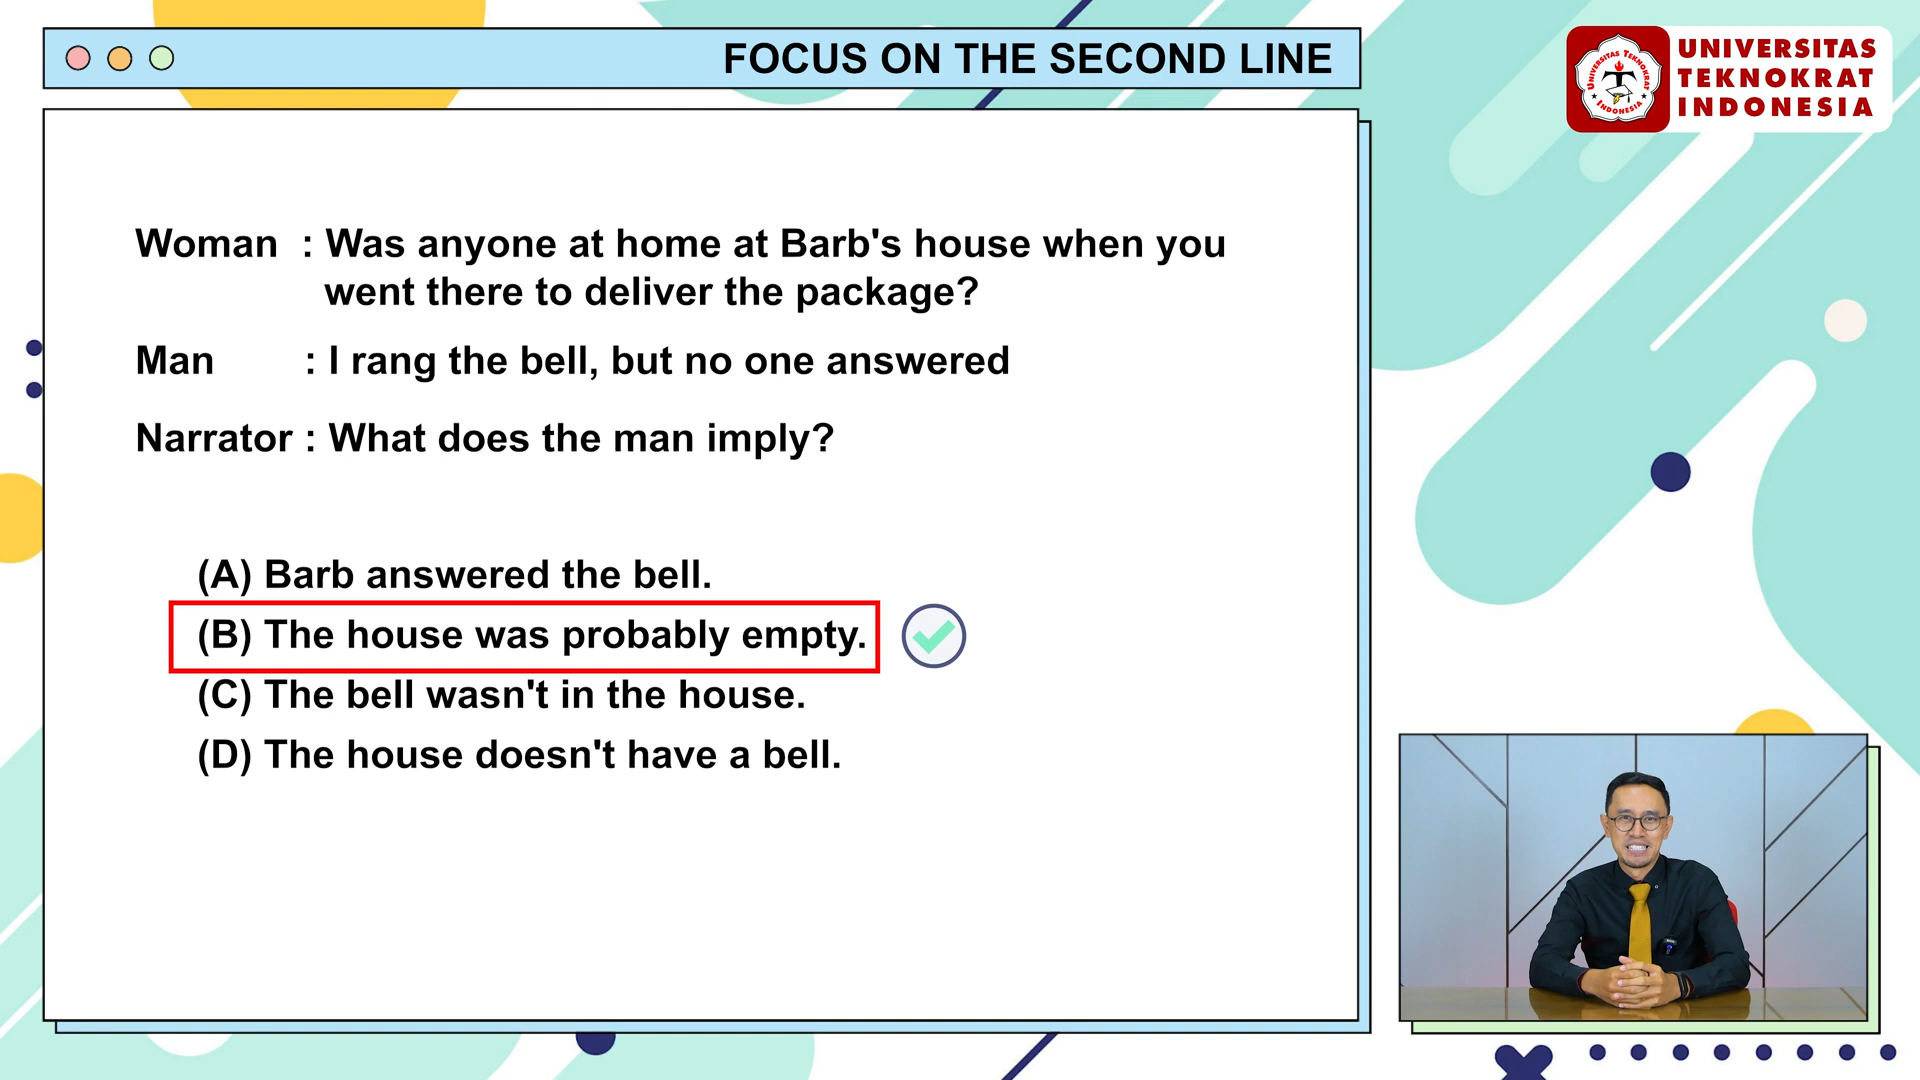 FOCUS ON THE SECOND LINE
UNIVERSITAS
TEKNOKRAT
INDONESIA
UNIVERSITAS TEKNOKRAT
INDONESIA
Woman : Was anyone at home at Barb's house when you
went there to deliver the package?
Man : I rang the bell, but no one answered
Narrator : What does the man imply?
(A) Barb answered the bell.
(B) The house was probably empty.
(C) The bell wasn't in the house.
(D) The house doesn't have a bell.